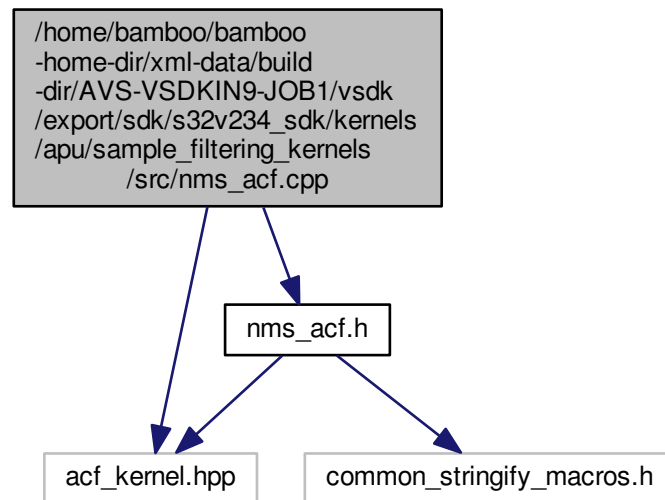 /home/bamboo/bamboo
-home-dir/xml-data/build
-dir/AVS-VSDKIN9-JOB1/vsdk
/export/sdk/s32v234_sdk/kernels
/apu/sample_filtering_kernels
/src/nms_acf.cpp
nms_acf.h
acf_kernel.hpp
common_stringify_macros.h